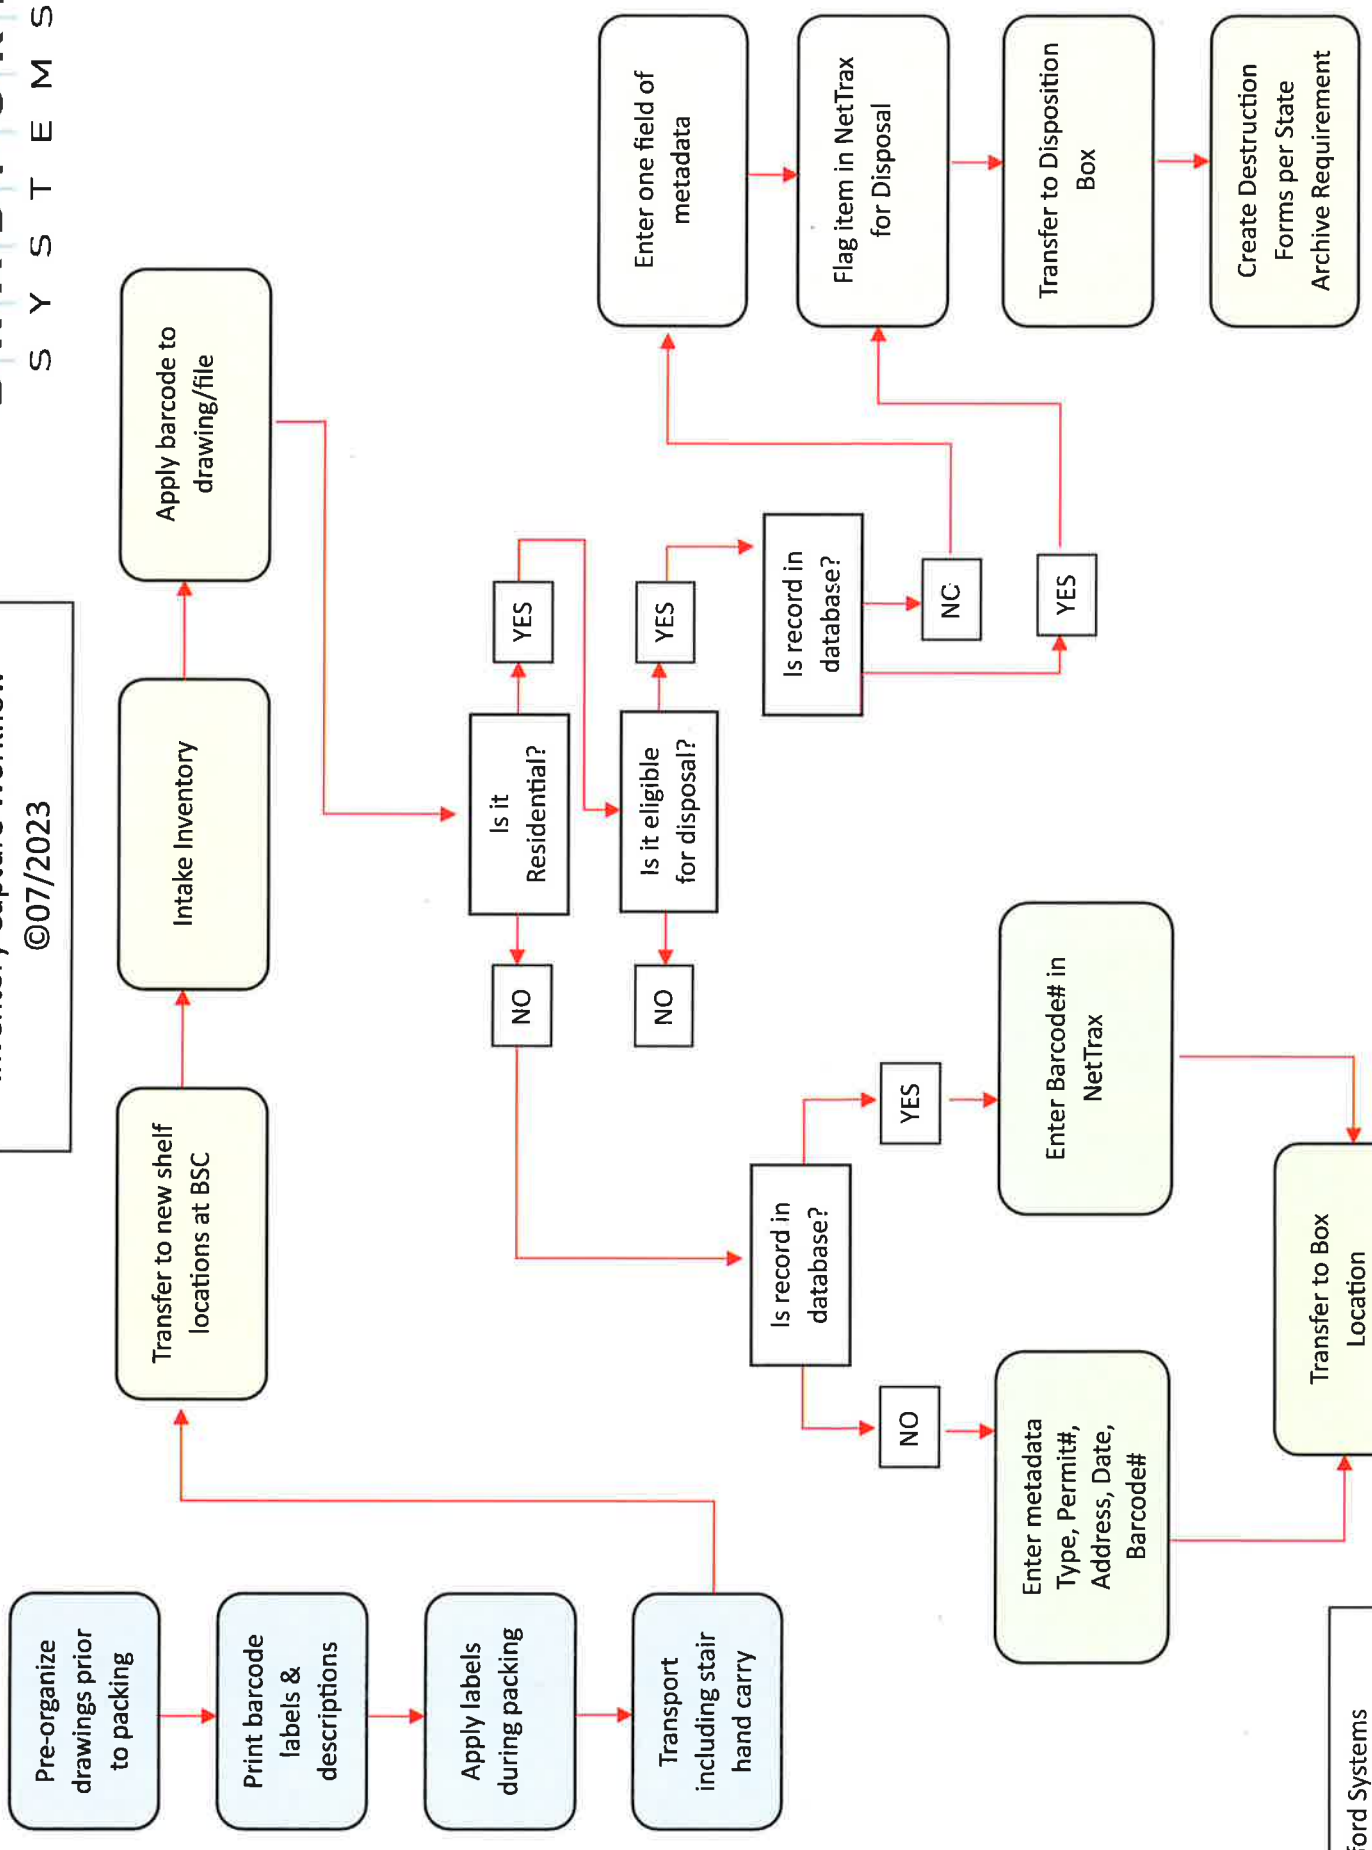 SYSTEMS
©07/2023
Pre-organize
drawings prior
to packing
Print barcode
labels &
descriptions
Apply labels
during packing
Transport
including stair
hand carry
Transfer to new shelf
locations at BSC
Intake Inventory
Apply barcode to
drawing/file
Is it
Residential?
YES
NO
Is it eligible
for disposal?
YES
NO
Is record in
database?
NO
YES
Is record in
database?
NC
YES
Enter metadata
Type, Permit#,
Address, Date,
Barcode#
Enter Barcode# in
NetTrax
Transfer to Box
Location
Enter one field of
metadata
Flag item in NetTrax
for Disposal
Transfer to Disposition
Box
Create Destruction
Forms per State
Archive Requirement
ford Systems